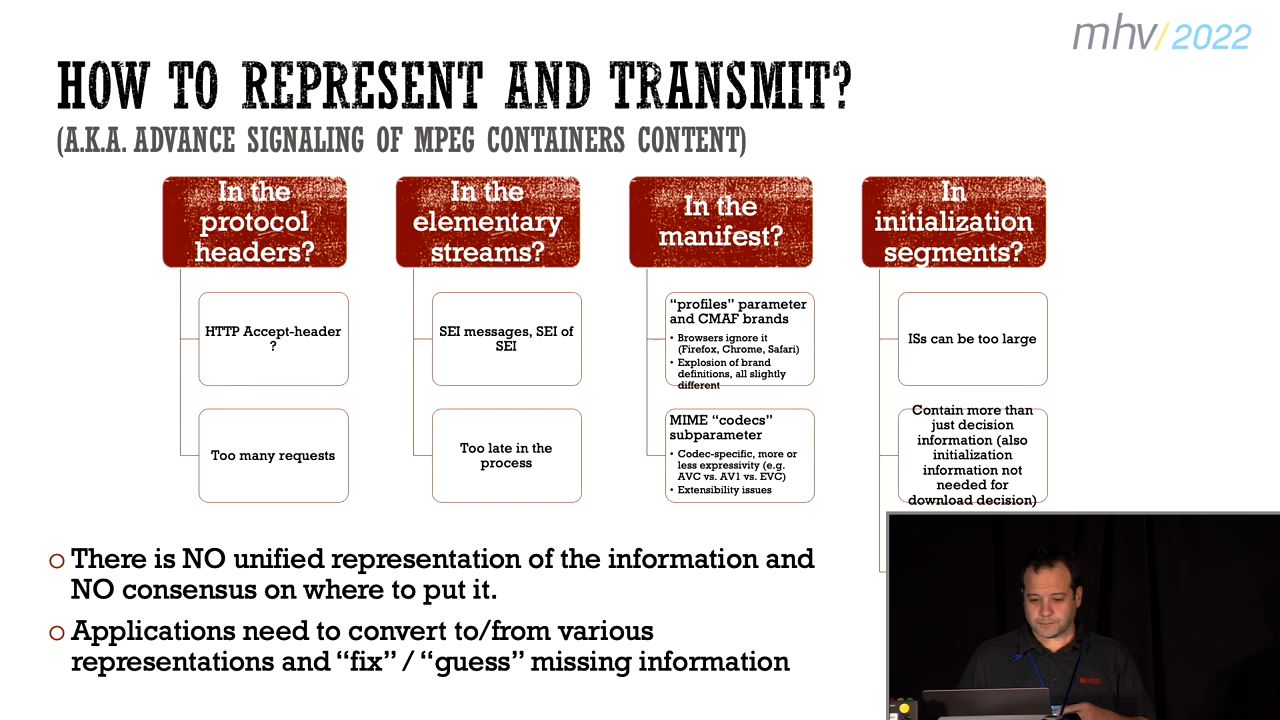 mhv/2022
HOW TO REPRESENT AND TRANSMIT?
(A.K.A. ADVANCE SIGNALING OF MPEG CONTAINERS CONTENT)
In the
protocol
headers?
HTTP Accept-header
?
Too many requests
In the
elementary
streams?
SEI messages, SEI of
SEI
Too late in the
process
In the
manifest?
“profiles” parameter
and CMAF brands
• Browsers ignore it
(Firefox, Chrome, Safari)
• Explosion of brand
definitions, all slightly
different
MIME “codecs”
subparameter
• Codec-specific, more or
less expressivity (e.g.
AVC vs. AV1 vs. EVC)
• Extensibility issues
In
initialization
segments?
ISs can be too large
Contain more than
just decision
information (also
initialization
information not
needed for
download decision)
There is NO unified representation of the information and
NO consensus on where to put it.
Applications need to convert to/from various
representations and “fix” / “guess” missing information